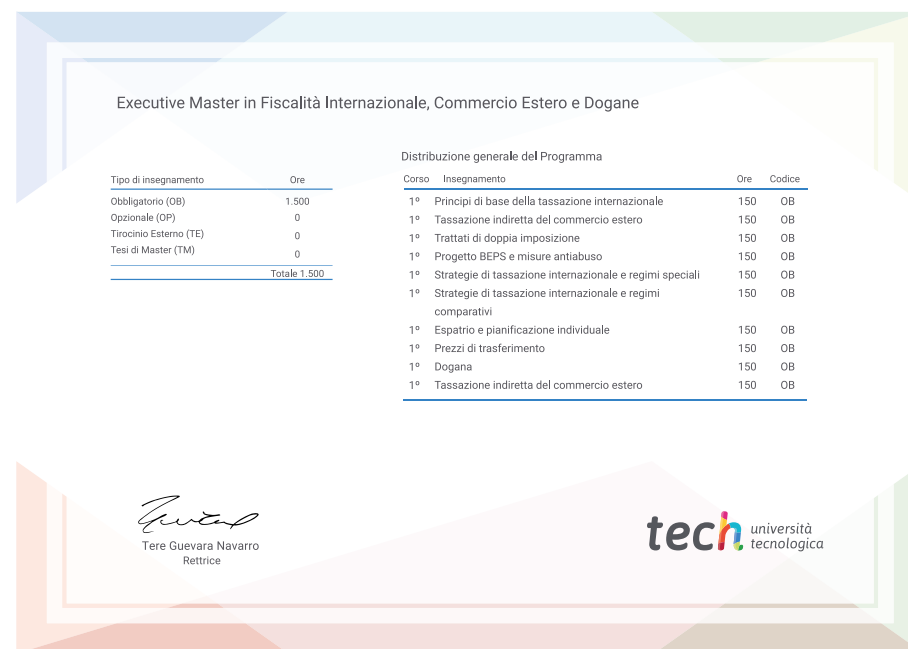 Executive Master in Fiscalità Internazionale, Commercio Estero e Dogane
Tipo di insegnamento Ore
Obbligatorio (OB) 1.500
Opzionale (OP) 0
Tirocinio Esterno (TE) 0
Tesi di Master (TM) 0
Totale 1.500
Distribuzione generale del Programma
Corso Insegnamento Ore Codice
1º Principi di base della tassazione internazionale 150 OB
1º Tassazione indiretta del commercio estero 150 OB
1º Trattati di doppia imposizione 150 OB
1º Progetto BEPS e misure antiabuso 150 OB
1º Strategie di tassazione internazionale e regimi speciali 150 OB
1º Strategie di tassazione internazionale e regimi 150 OB
comparativi
1º Espatrio e pianificazione individuale 150 OB
1º Prezzi di trasferimento 150 OB
1º Dogana 150 OB
1º Tassazione indiretta del commercio estero 150 OB
Tere Guevara Navarro
Rettrice
tech università
tecnologica